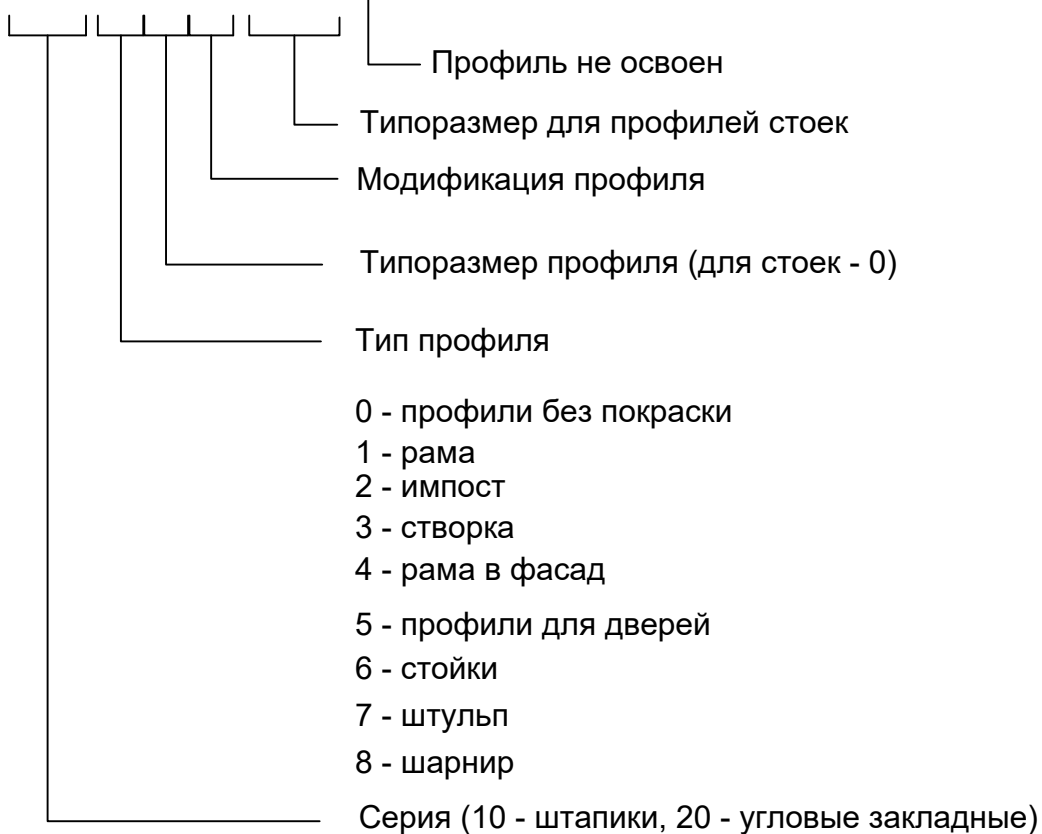 Профиль не освоен
Типоразмер для профилей стоек
Модификация профиля
Типоразмер профиля (для стоек - 0)
Тип профиля
0 - профили без покраски
1 - рама
2 - импост
3 - створка
4 - рама в фасад
5 - профили для дверей
6 - стойки
7 - штульп
8 - шарнир
Серия (10 - штапики, 20 - угловые закладные)